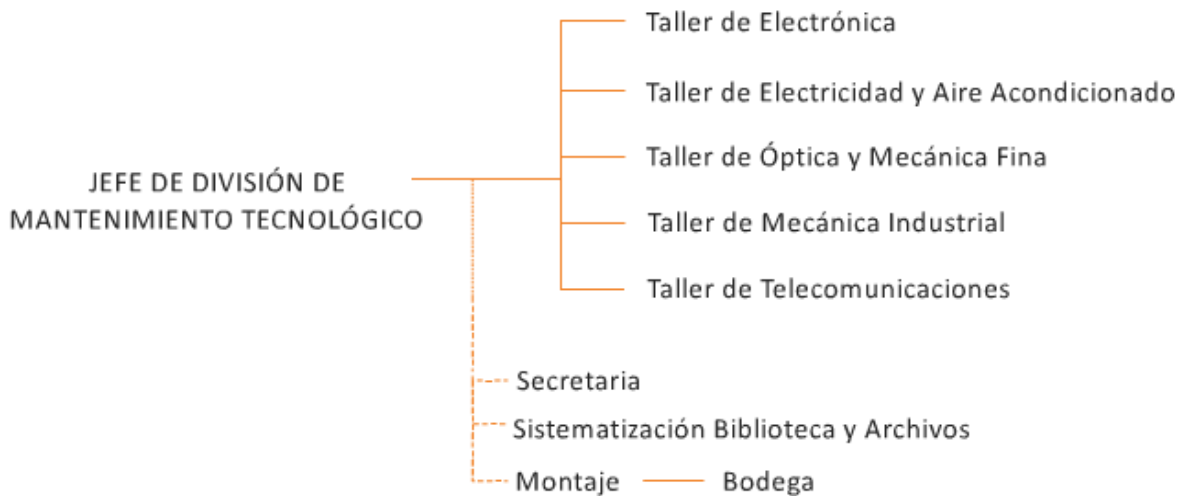 Taller de Electrónica
Taller de Electricidad y Aire Acondicionado
Taller de Óptica y Mecánica Fina
JEFE DE DIVISIÓN DE
MANTENIMIENTO TECNOLÓGICO
Taller de Mecánica Industrial
Taller de Telecomunicaciones
Secretaria
Sistematización Biblioteca y Archivos
Montaje Bodega